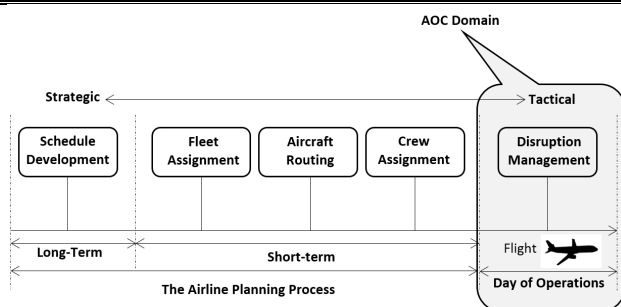 AOC Domain
Strategic
Tactical
Schedule
Development
Fleet
Assignment
Aircraft
Routing
Crew
Assignment
Disruption
Management
Long-Term
Short-term
Flight
The Airline Planning Process
Day of Operations